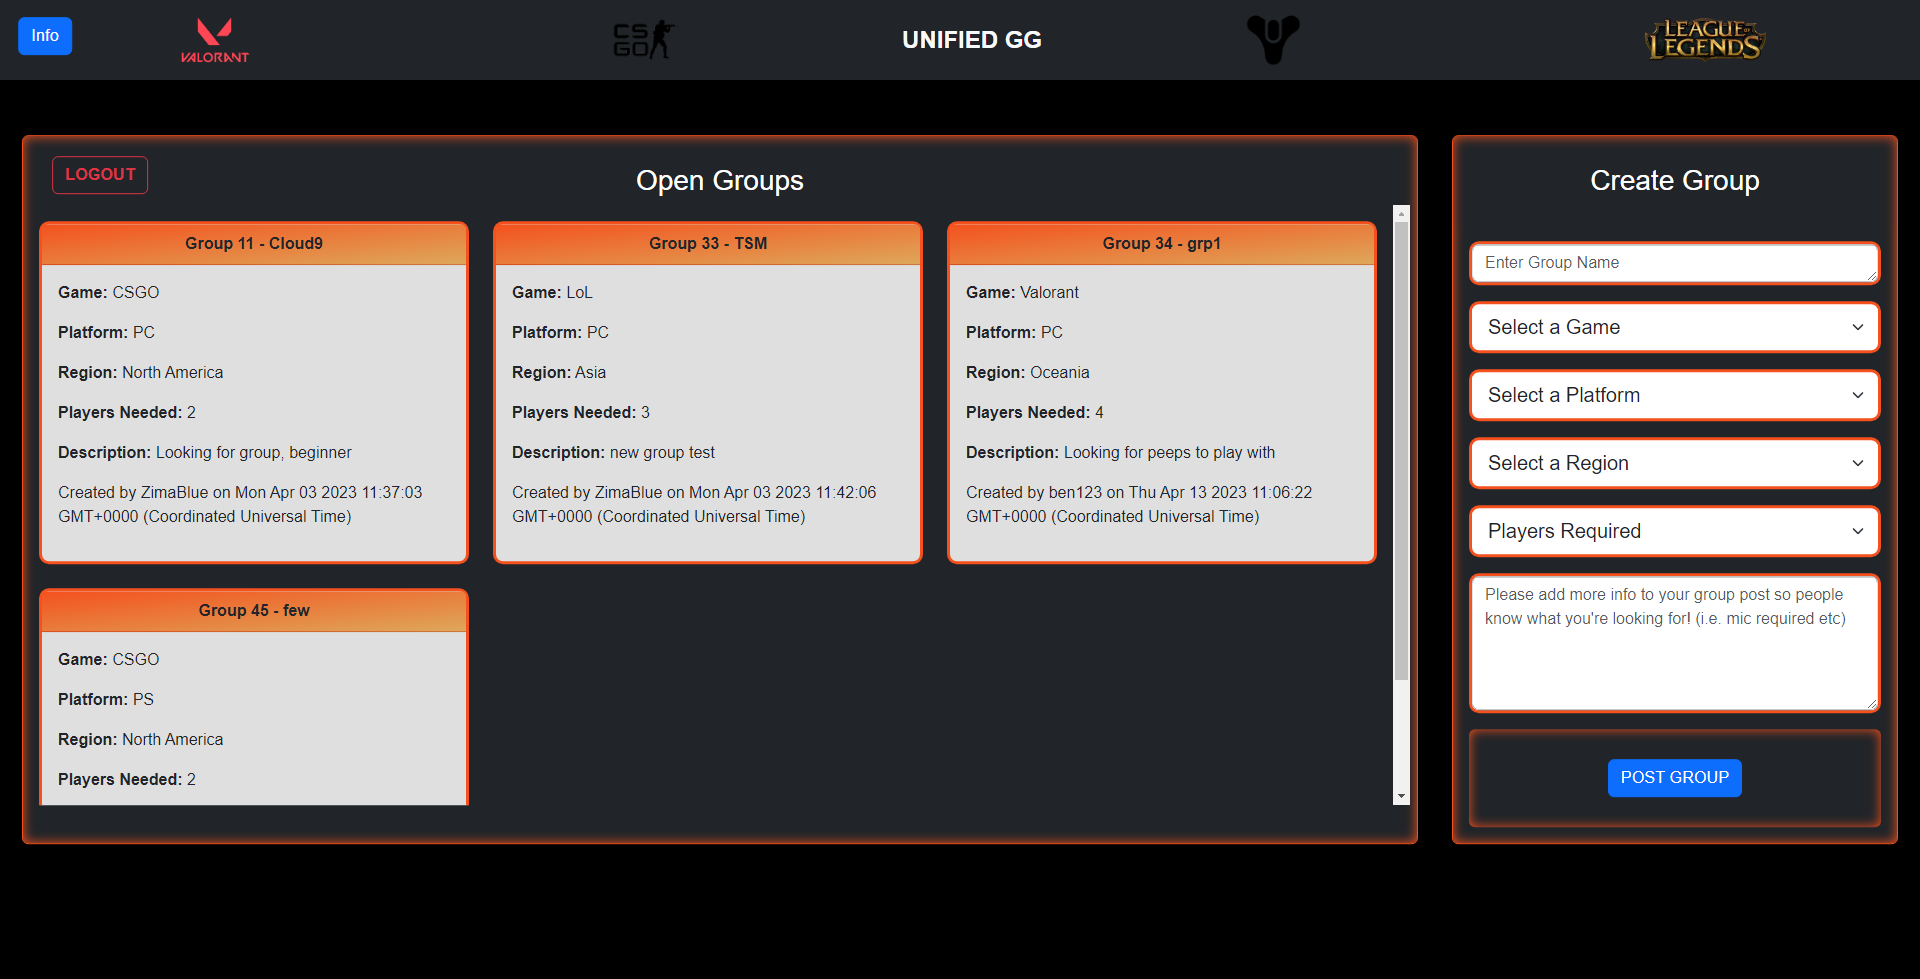 Info
VALORANT
CS
GO
UNIFIED GG
LEAGUE OF
LEGENDS
LOGOUT
Open Groups
Group 11 - Cloud9
Game: CSGO
Platform: PC
Region: North America
Players Needed: 2
Description: Looking for group, beginner
Created by ZimaBlue on Mon Apr 03 2023 11:37:03
GMT+0000 (Coordinated Universal Time)
Group 33 - TSM
Game: LoL
Platform: PC
Region: Asia
Players Needed: 3
Description: new group test
Created by ZimaBlue on Mon Apr 03 2023 11:42:06
GMT+0000 (Coordinated Universal Time)
Group 34 - grp1
Game: Valorant
Platform: PC
Region: Oceania
Players Needed: 4
Description: Looking for peeps to play with
Created by ben123 on Thu Apr 13 2023 11:06:22
GMT+0000 (Coordinated Universal Time)
Group 45 - few
Game: CSGO
Platform: PS
Region: North America
Players Needed: 2
Create Group
Enter Group Name
Select a Game
Select a Platform
Select a Region
Players Required
Please add more info to your group post so people
know what you're looking for! (i.e. mic required etc)
POST GROUP